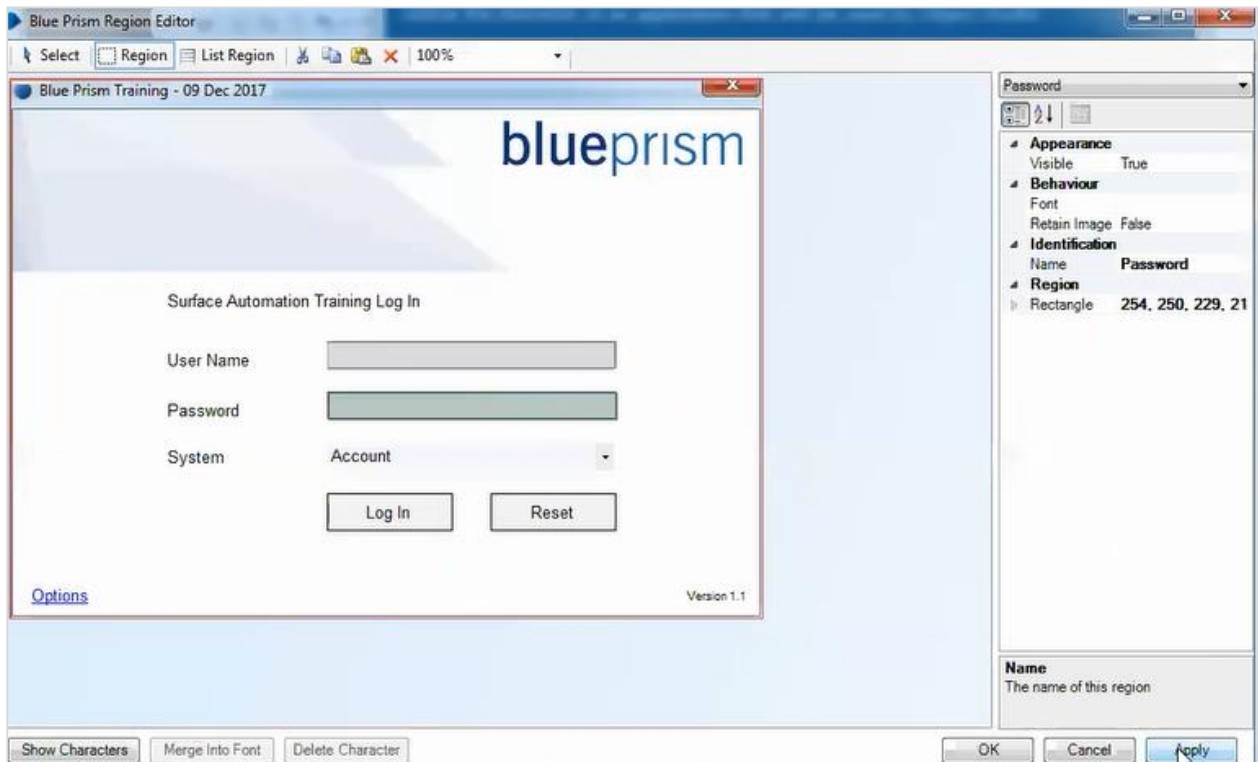 Blue Prism Region Editor
Select Region List Region 100%
Blue Prism Training - 09 Dec 2017
blueprism
Surface Automation Training Log In
User Name
Password
System Account
Log In Reset
Options Version 1.1
Password
Appearance
Visible True
Behaviour
Font
Retain Image False
Identification
Name Password
Region
Rectangle 254, 250, 229, 21
Name
The name of this region
Show Characters Merge Into Font Delete Character OK Cancel Apply